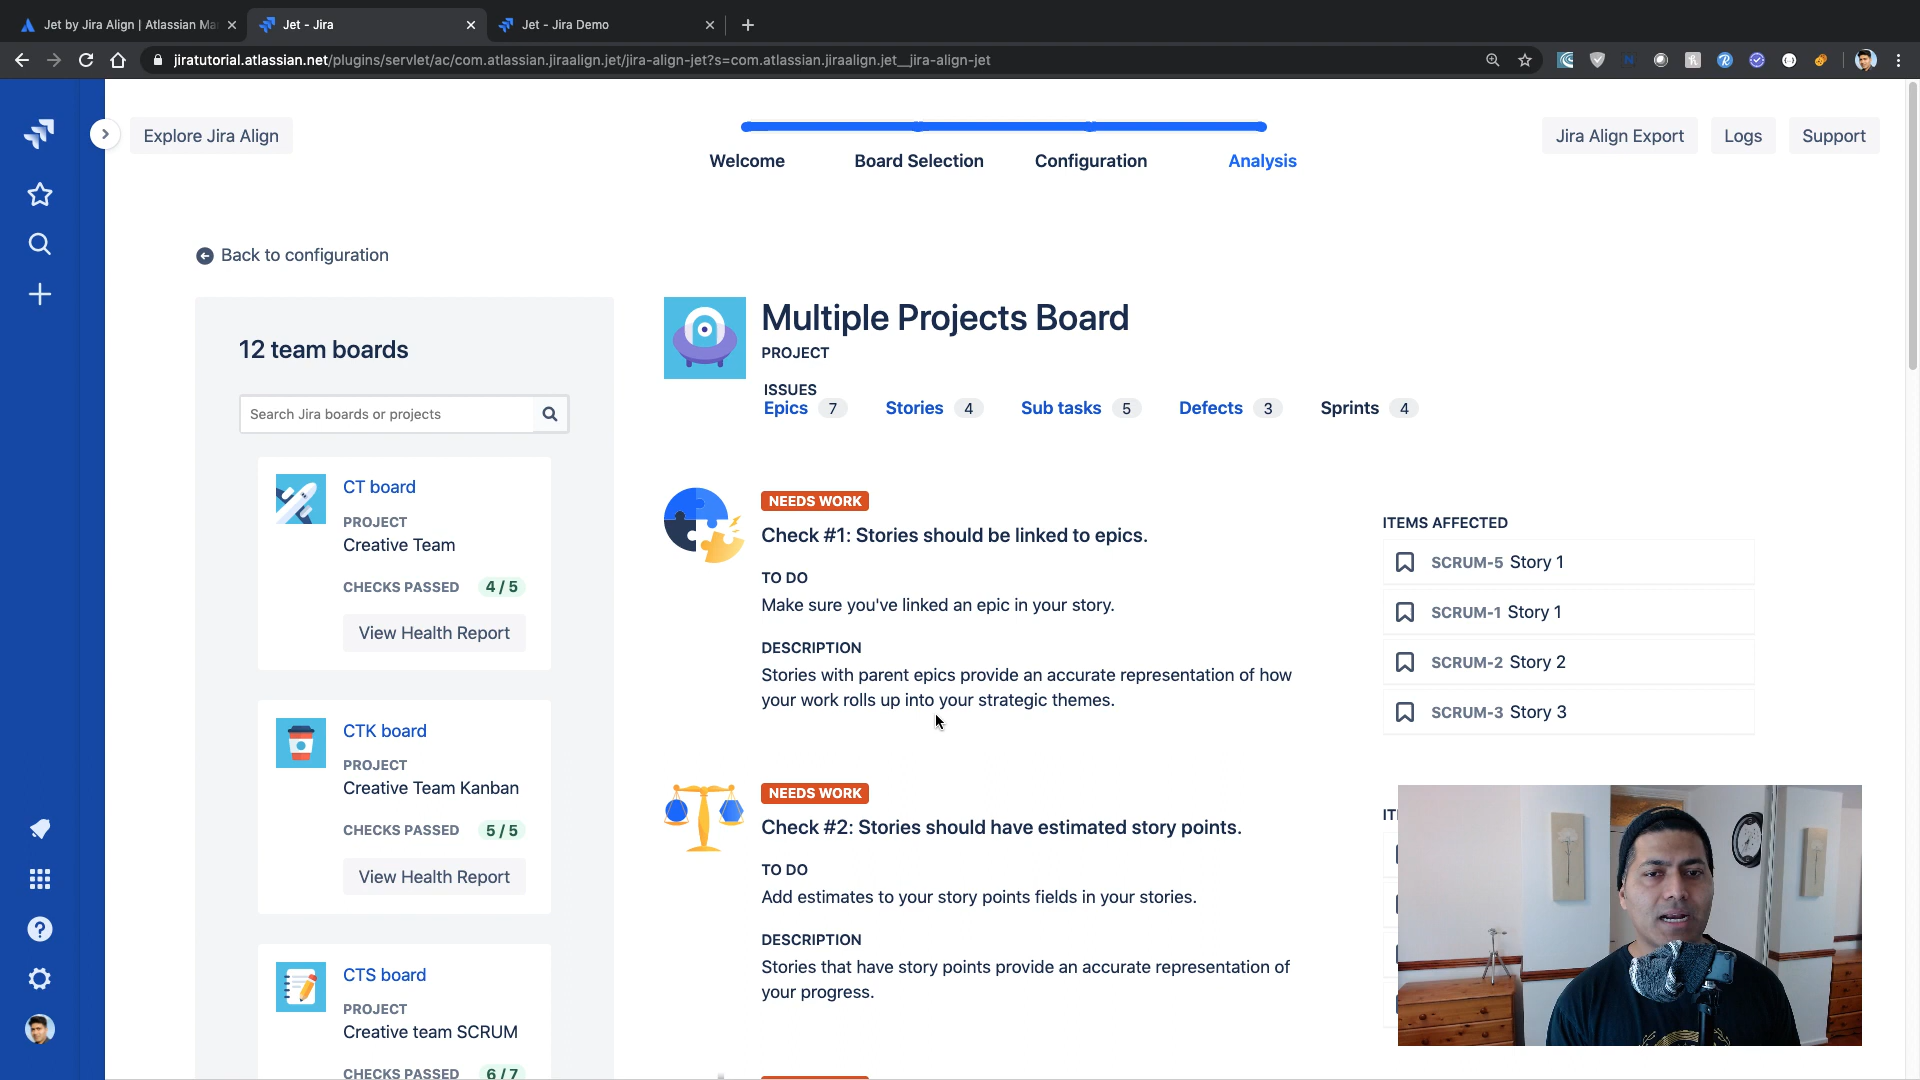 Jet by Jira Align | Atlassian Ma
Jet - Jira
Jet - Jira Demo
jiratutorial.atlassian.net/plugins/servlet/ac/com.atlassian.jiraalign.jet/jira-align-jet?s=com.atlassian.jiraalign.jet__jira-align-jet
Explore Jira Align
Welcome
Board Selection
Configuration
Analysis
Jira Align Export
Logs
Support
Back to configuration
12 team boards
Search Jira boards or projects
CT board
PROJECT
Creative Team
CHECKS PASSED 4 / 5
View Health Report
CTK board
PROJECT
Creative Team Kanban
CHECKS PASSED 5 / 5
View Health Report
CTS board
PROJECT
Creative team SCRUM
CHECKS PASSED 6 / 7
Multiple Projects Board
PROJECT
ISSUES
Epics 7 Stories 4 Sub tasks 5 Defects 3 Sprints 4
NEEDS WORK
Check #1: Stories should be linked to epics.
TO DO
Make sure you've linked an epic in your story.
DESCRIPTION
Stories with parent epics provide an accurate representation of how
your work rolls up into your strategic themes.
ITEMS AFFECTED
SCRUM-5 Story 1
SCRUM-1 Story 1
SCRUM-2 Story 2
SCRUM-3 Story 3
NEEDS WORK
Check #2: Stories should have estimated story points.
TO DO
Add estimates to your story points fields in your stories.
DESCRIPTION
Stories that have story points provide an accurate representation of
your progress.